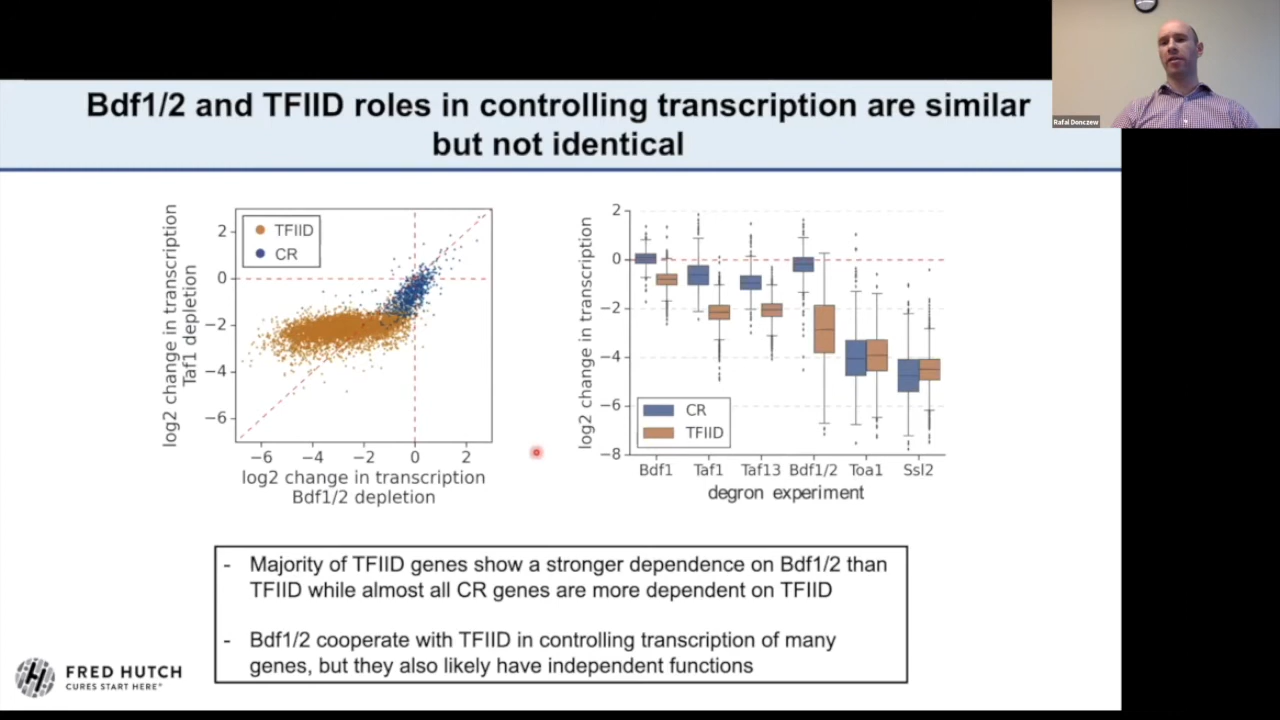 Bdf1/2 and TFIID roles in controlling transcription are similar
but not identical
Rafal Donczew
log2 change in transcription
Taf1 depletion
TFIID
CR
2
0
−2
−4
−6
−6 −4 −2 0 2
log2 change in transcription
Bdf1/2 depletion
log2 change in transcription
2
0
−2
−4
−6
−8
CR
TFIID
Bdf1 Taf1 Taf13 Bdf1/2 Toa1 Ssl2
degron experiment
- Majority of TFIID genes show a stronger dependence on Bdf1/2 than
TFIID while almost all CR genes are more dependent on TFIID
- Bdf1/2 cooperate with TFIID in controlling transcription of many
genes, but they also likely have independent functions
FRED HUTCH
CURES START HERE®